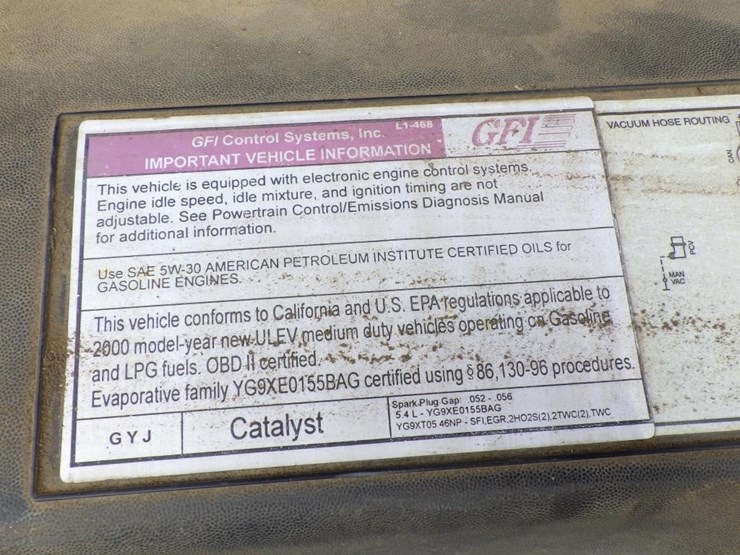 GFI Control Systems, Inc.
L1-468
IMPORTANT VEHICLE INFORMATION
GFI
This vehicle is equipped with electronic engine control systems.
Engine idle speed, idle mixture, and ignition timing are not
adjustable. See Powertrain Control/Emissions Diagnosis Manual
for additional information.
Use SAE 5W-30 AMERICAN PETROLEUM INSTITUTE CERTIFIED OILS for
GASOLINE ENGINES.
This vehicle conforms to California and U.S. EPA regulations applicable to
2000 model-year new ULEV medium duty vehicles operating on Gasoline
and LPG fuels. OBD II certified.
Evaporative family YG9XE0155BAG certified using § 86,130-96 procedures.
GYJ
Catalyst
Spark Plug Gap: .052 - .056
5.4 L - YG9XE0155BAG
YG9XT05.46NP - SFI,EGR,2HO2S(2),2TWC(2),TWC
VACUUM HOSE ROUTING
CAN
PCV
MAN
VAC